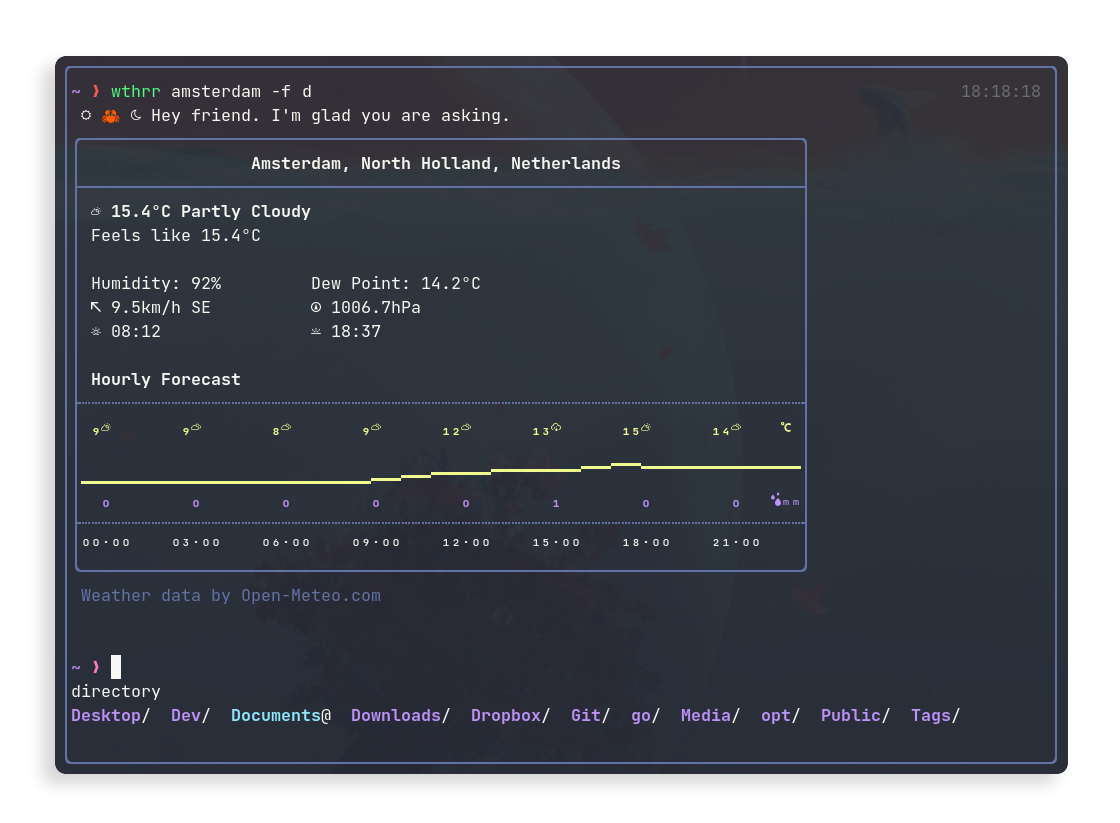 ~ ❱ wthrr amsterdam -f d 18:18:18
Hey friend. I'm glad you are asking.
Amsterdam, North Holland, Netherlands
15.4°C Partly Cloudy
Feels like 15.4°C
Humidity: 92% Dew Point: 14.2°C
9.5km/h SE 1006.7hPa
08:12 18:37
Hourly Forecast
9 9 8 9 12 13 15 14 °C
0 0 0 0 0 1 0 0 mm
00:00 03:00 06:00 09:00 12:00 15:00 18:00 21:00
Weather data by Open-Meteo.com
~ ❱
directory
Desktop/ Dev/ Documents@ Downloads/ Dropbox/ Git/ go/ Media/ opt/ Public/ Tags/